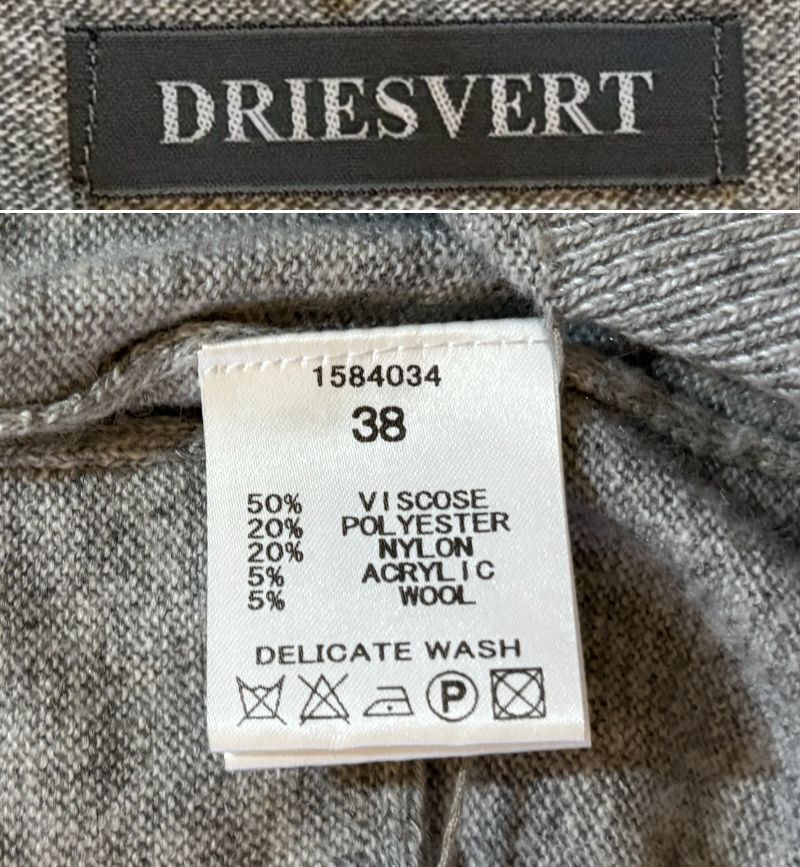 DRIESVERT
1584034
38
50% VISCOSE
20% POLYESTER
20% NYLON
5% ACRYLIC
5% WOOL
DELICATE WASH
P